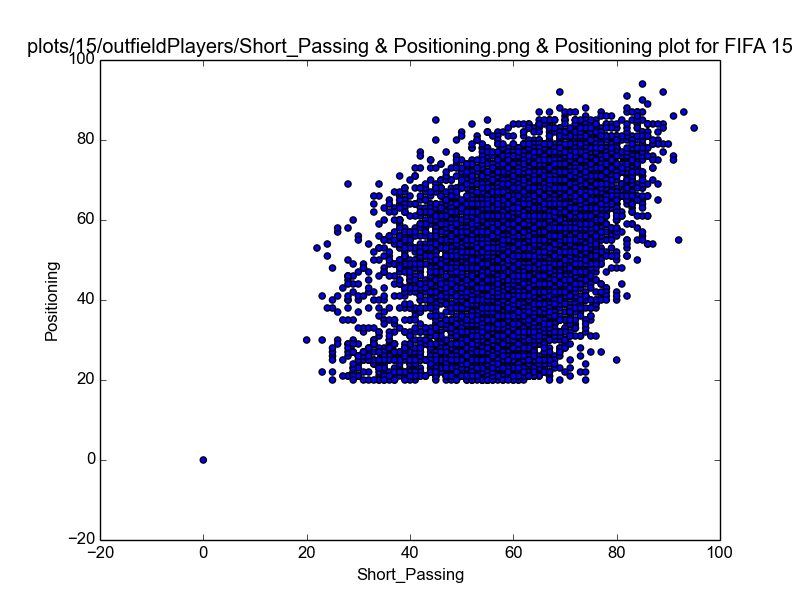 plots/15/outfieldPlayers/Short_Passing & Positioning.png & Positioning plot for FIFA 15
100
80
60
40
20
0
−20
Positioning
−20 0 20 40 60 80 100
Short_Passing